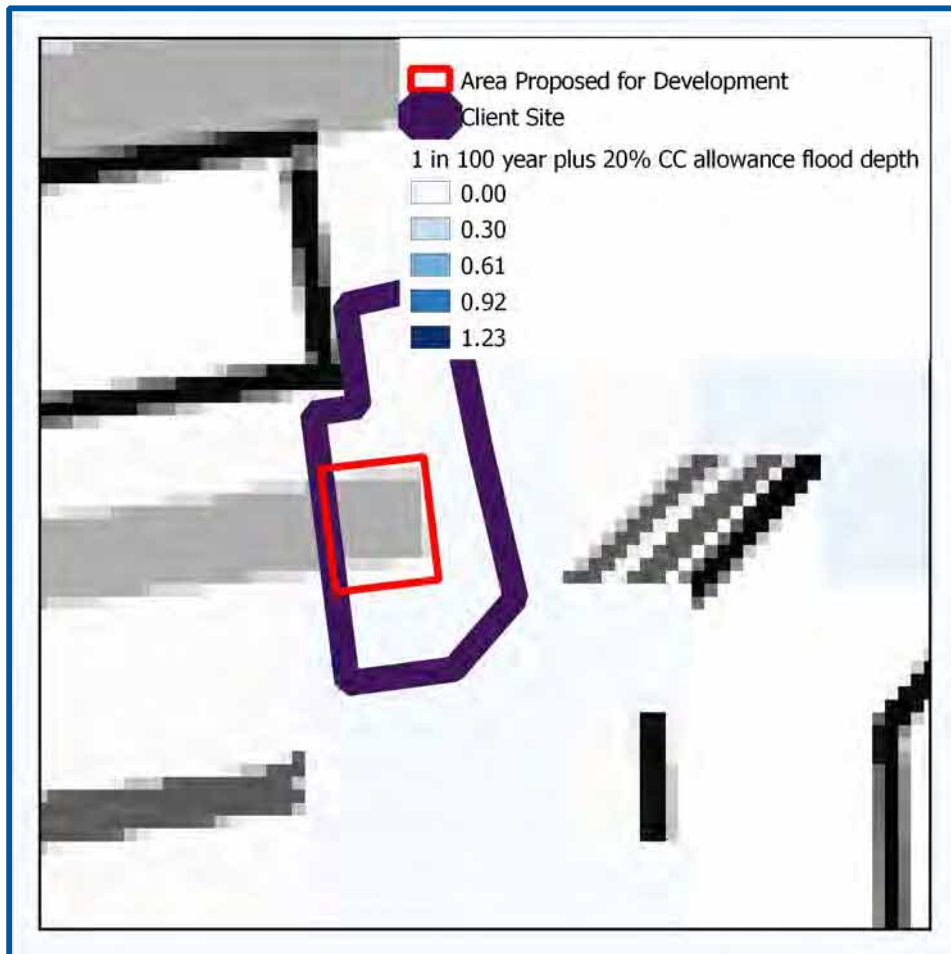 Area Proposed for Development
Client Site
1 in 100 year plus 20% CC allowance flood depth
0.00
0.30
0.61
0.92
1.23